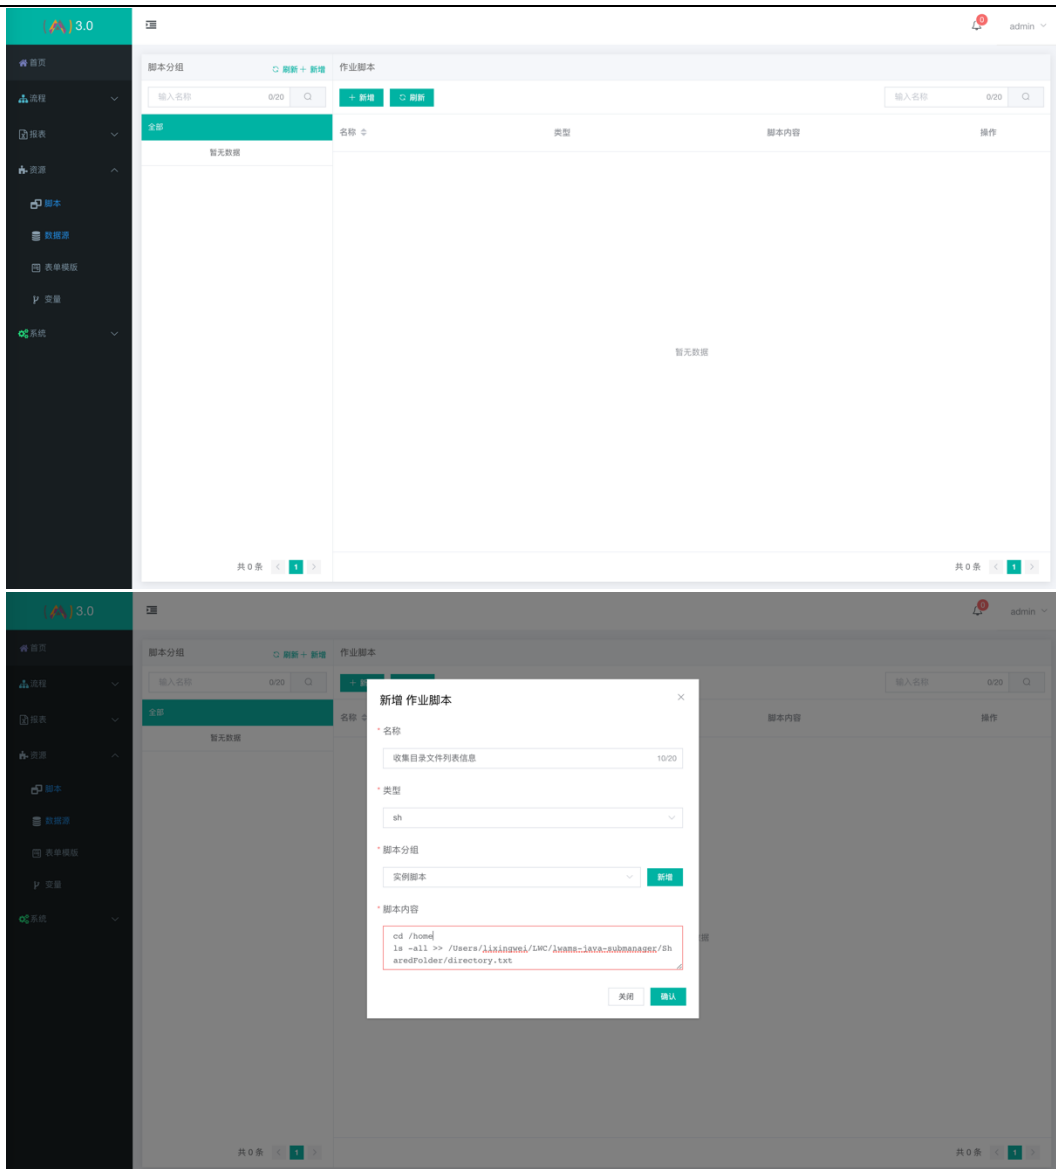 3.0
0
admin
首页
流程
报表
资源
脚本
数据源
表单模版
变量
系统
脚本分组
刷新
+ 新增
输入名称
0/20
全部
暂无数据
共 0 条
< 1 >
作业脚本
+ 新增
刷新
输入名称
0/20
名称
类型
脚本内容
操作
暂无数据
共 0 条
< 1 >
3.0
0
admin
首页
流程
报表
资源
脚本
数据源
表单模版
变量
系统
脚本分组
刷新
+ 新增
输入名称
0/20
全部
暂无数据
共 0 条
< 1 >
作业脚本
输入名称
0/20
名称
脚本内容
操作
共 0 条
< 1 >
新增 作业脚本
* 名称
收集目录文件列表信息
10/20
* 类型
sh
* 脚本分组
实例脚本
新增
* 脚本内容
cd /home
ls -all >> /Users/lixingwei/LWC/lwams-java-submanager/Sh
aredFolder/directory.txt
关闭
确认